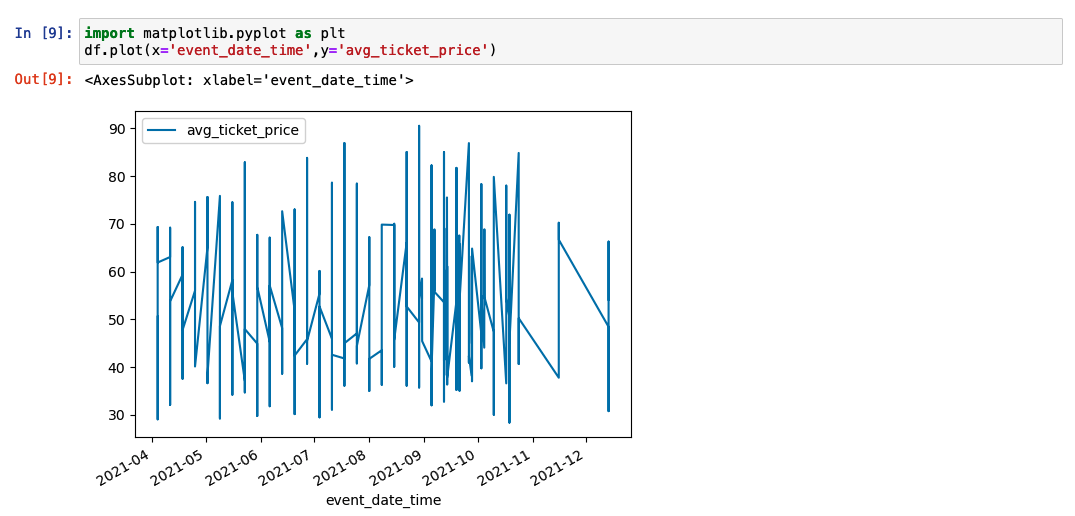 In [9]: import matplotlib.pyplot as plt
df.plot(x='event_date_time',y='avg_ticket_price')
Out[9]: <AxesSubplot: xlabel='event_date_time'>
avg_ticket_price
90
80
70
60
50
40
30
2021-04 2021-05 2021-06 2021-07 2021-08 2021-09 2021-10 2021-11 2021-12
event_date_time